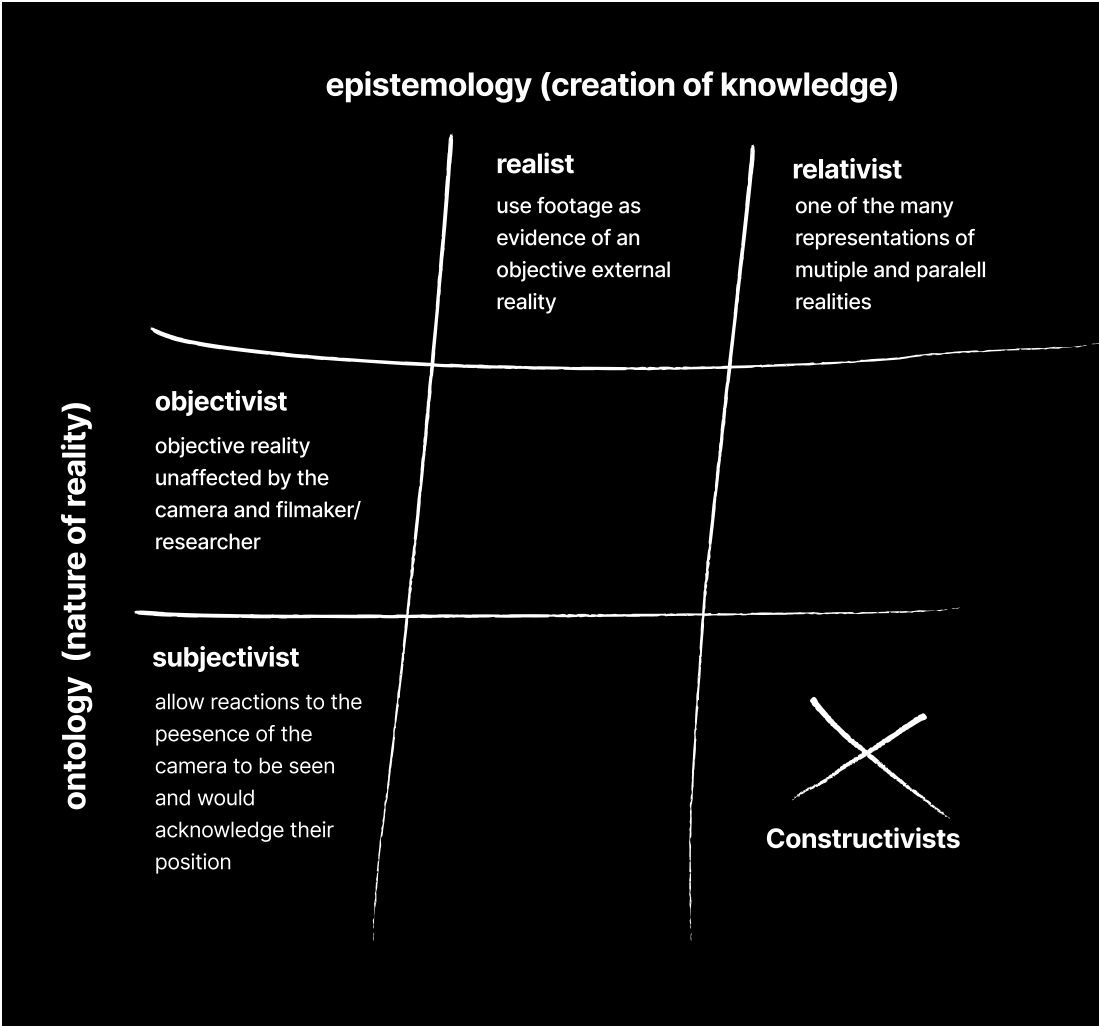 epistemology (creation of knowledge)
realist
use footage as
evidence of an
objective external
reality
relativist
one of the many
representations of
mutiple and paralell
realities
ontology (nature of reality)
objectivist
objective reality
unaffected by the
camera and filmaker/
researcher
subjectivist
allow reactions to the
peesence of the
camera to be seen
and would
acknowledge their
position
Constructivists